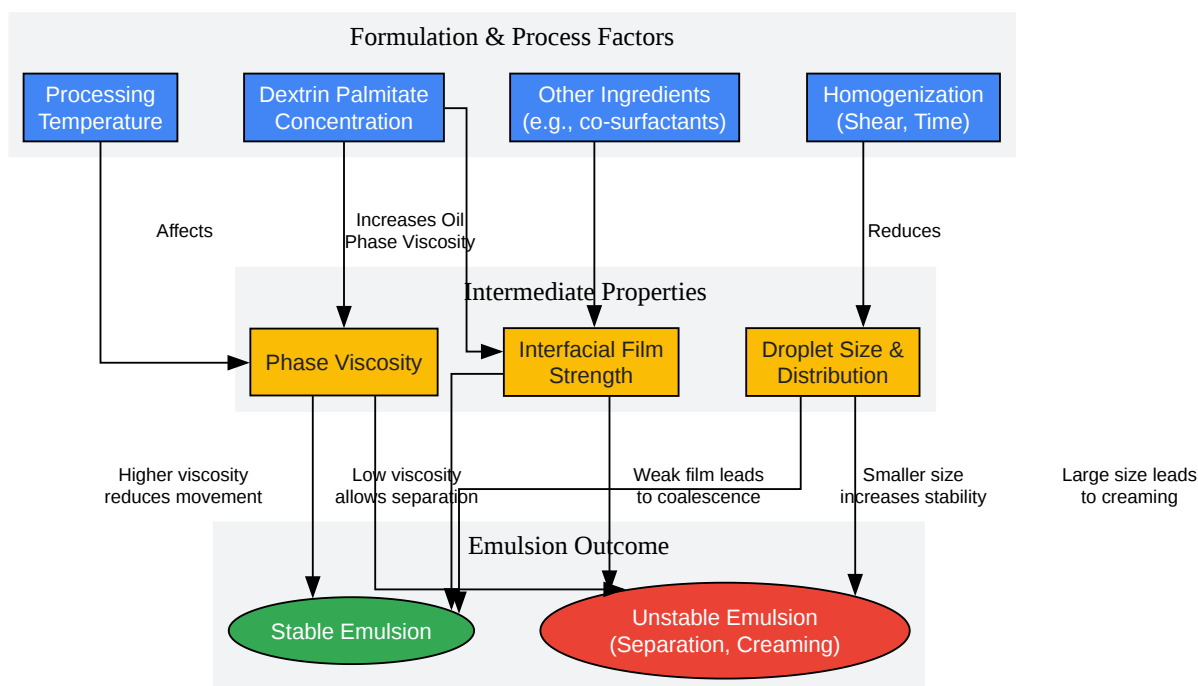 Formulation & Process Factors
Processing
Temperature
Dextrin Palmitate
Concentration
Other Ingredients
(e.g., co-surfactants)
Homogenization
(Shear, Time)
Affects
Increases Oil
Phase Viscosity
Reduces
Intermediate Properties
Phase Viscosity
Interfacial Film
Strength
Droplet Size &
Distribution
Higher viscosity
reduces movement
Low viscosity
allows separation
Weak film leads
to coalescence
Smaller size
increases stability
Large size leads
to creaming
Emulsion Outcome
Stable Emulsion
Unstable Emulsion
(Separation, Creaming)